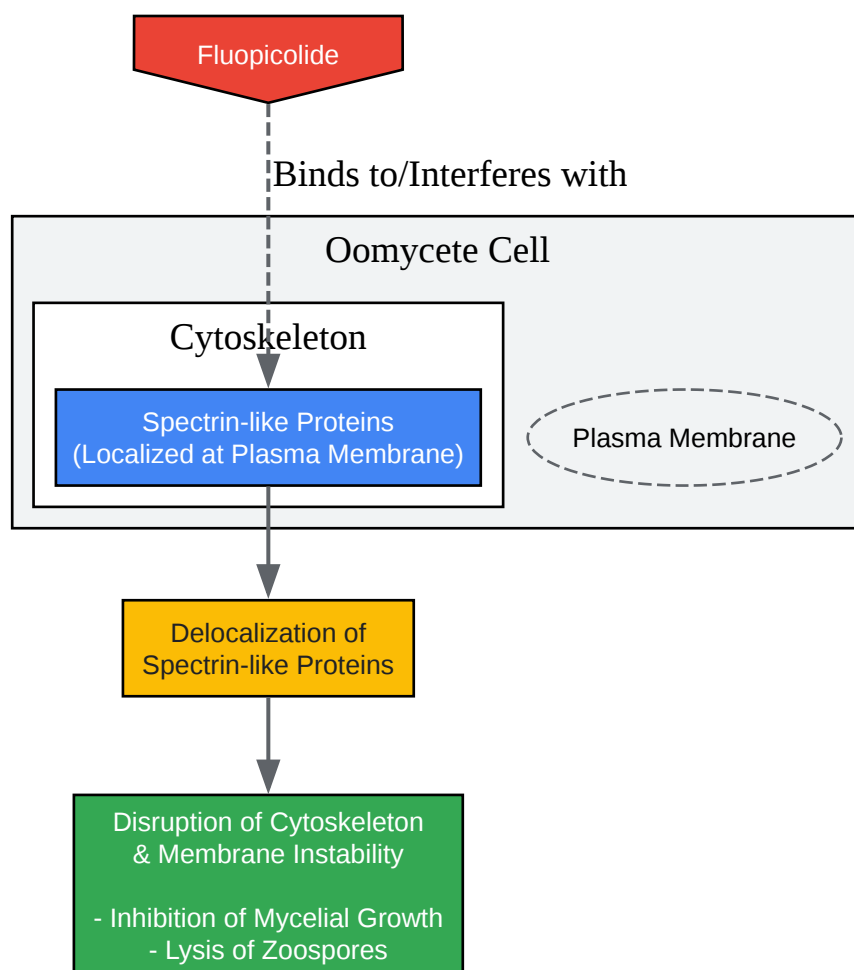 Fluopicolide
Binds to/Interferes with
Oomycete Cell
Cytoskeleton
Spectrin-like Proteins
(Localized at Plasma Membrane)
Plasma Membrane
Delocalization of
Spectrin-like Proteins
Disruption of Cytoskeleton
& Membrane Instability
- Inhibition of Mycelial Growth
- Lysis of Zoospores